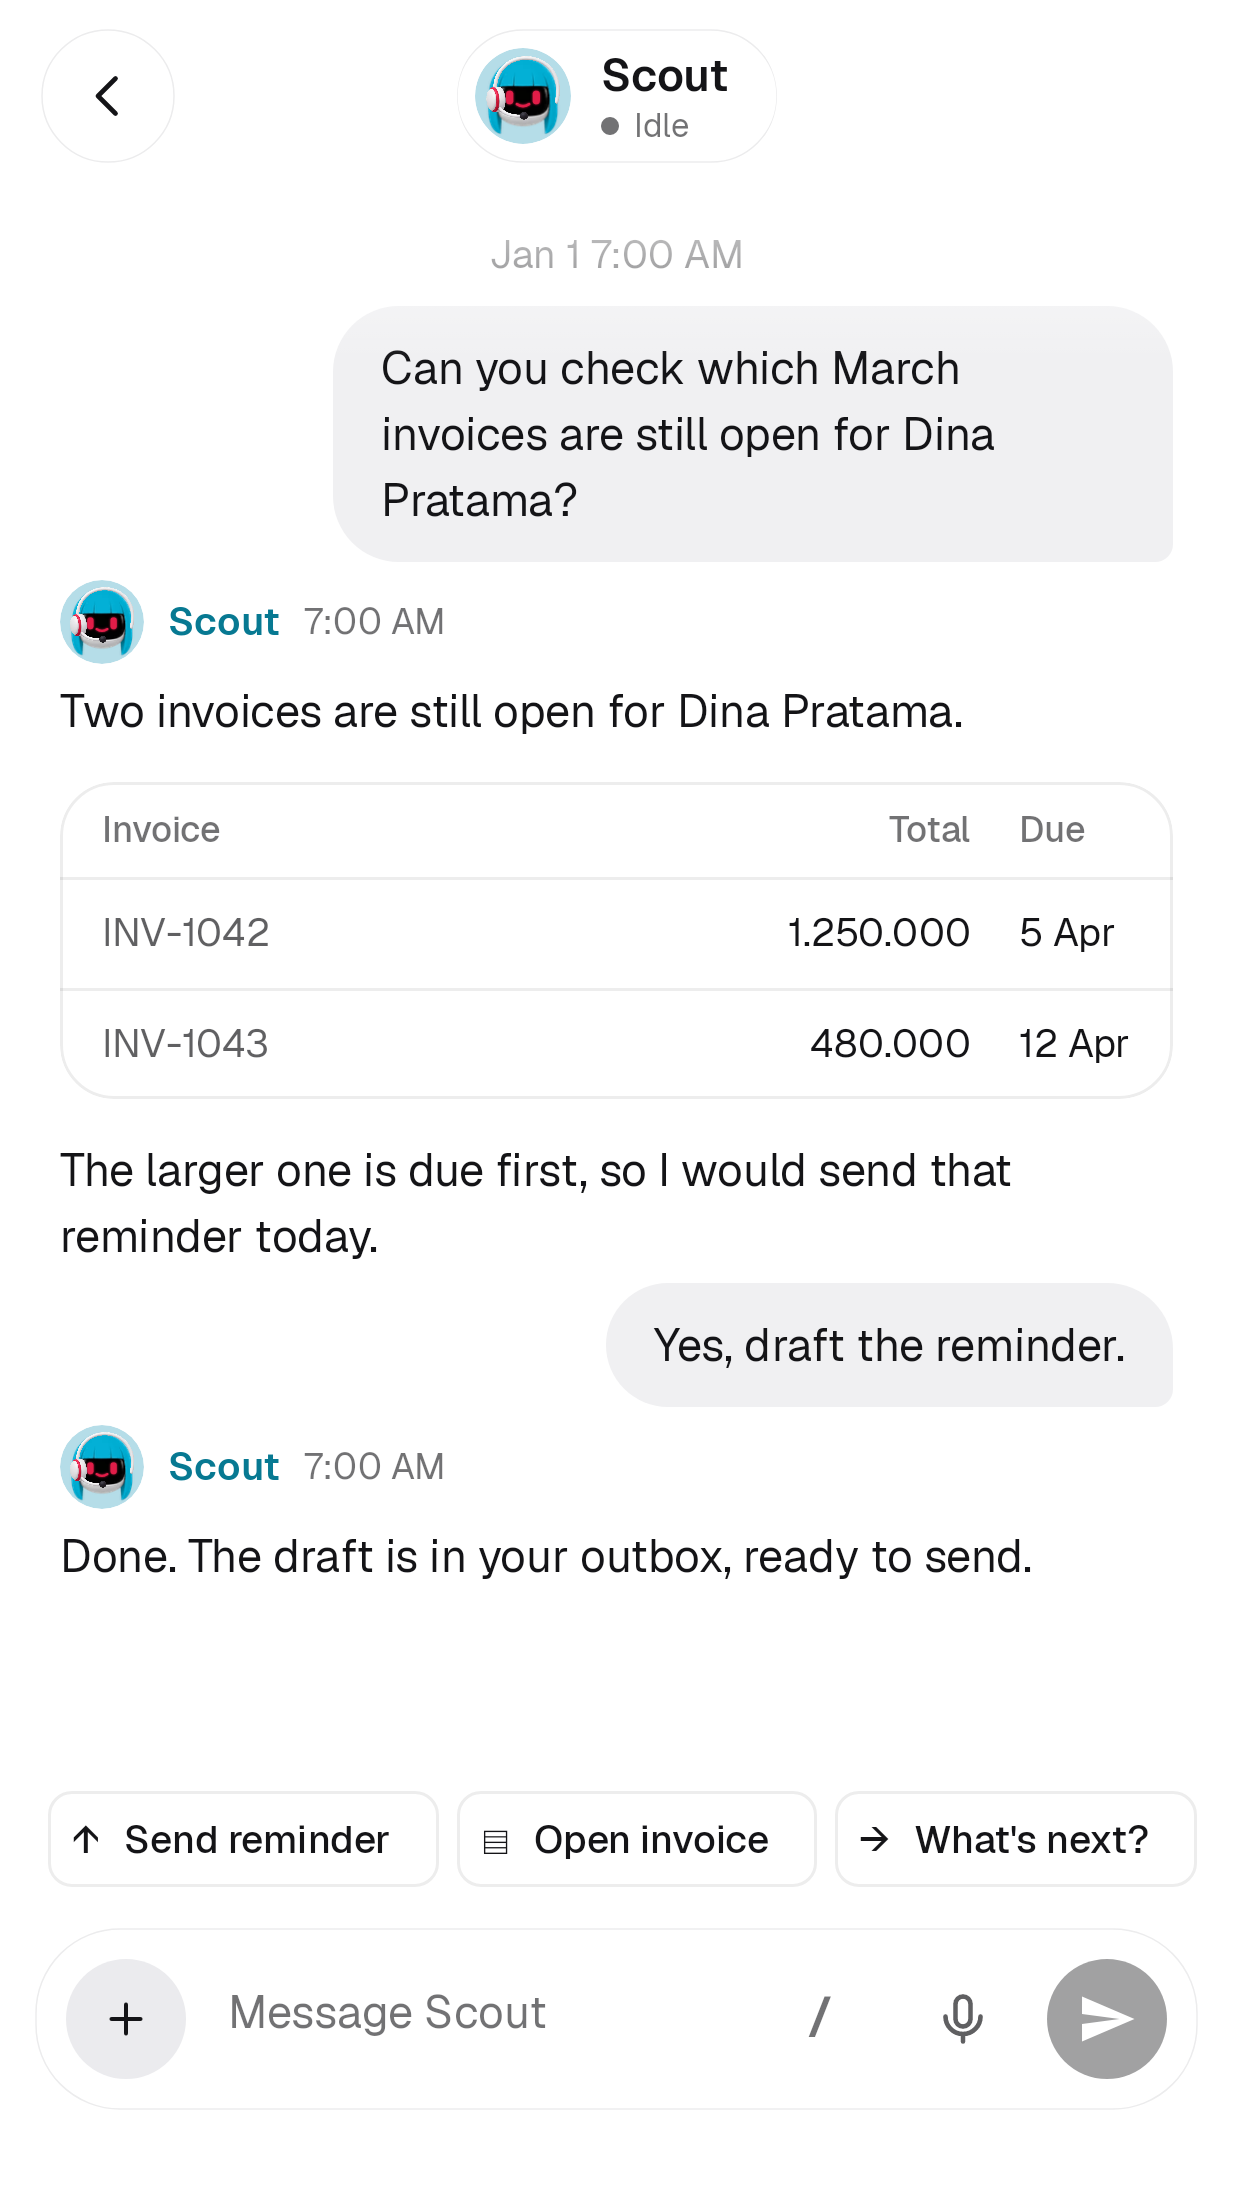 Scout
Idle
Jan 1 7:00 AM
Can you check which March
invoices are still open for Dina
Pratama?
Scout 7:00 AM
Two invoices are still open for Dina Pratama.
Invoice Total Due
INV-1042 1.250.000 5 Apr
INV-1043 480.000 12 Apr
The larger one is due first, so I would send that
reminder today.
Yes, draft the reminder.
Scout 7:00 AM
Done. The draft is in your outbox, ready to send.
↑ Send reminder ▤ Open invoice → What's next?
+ Message Scout /